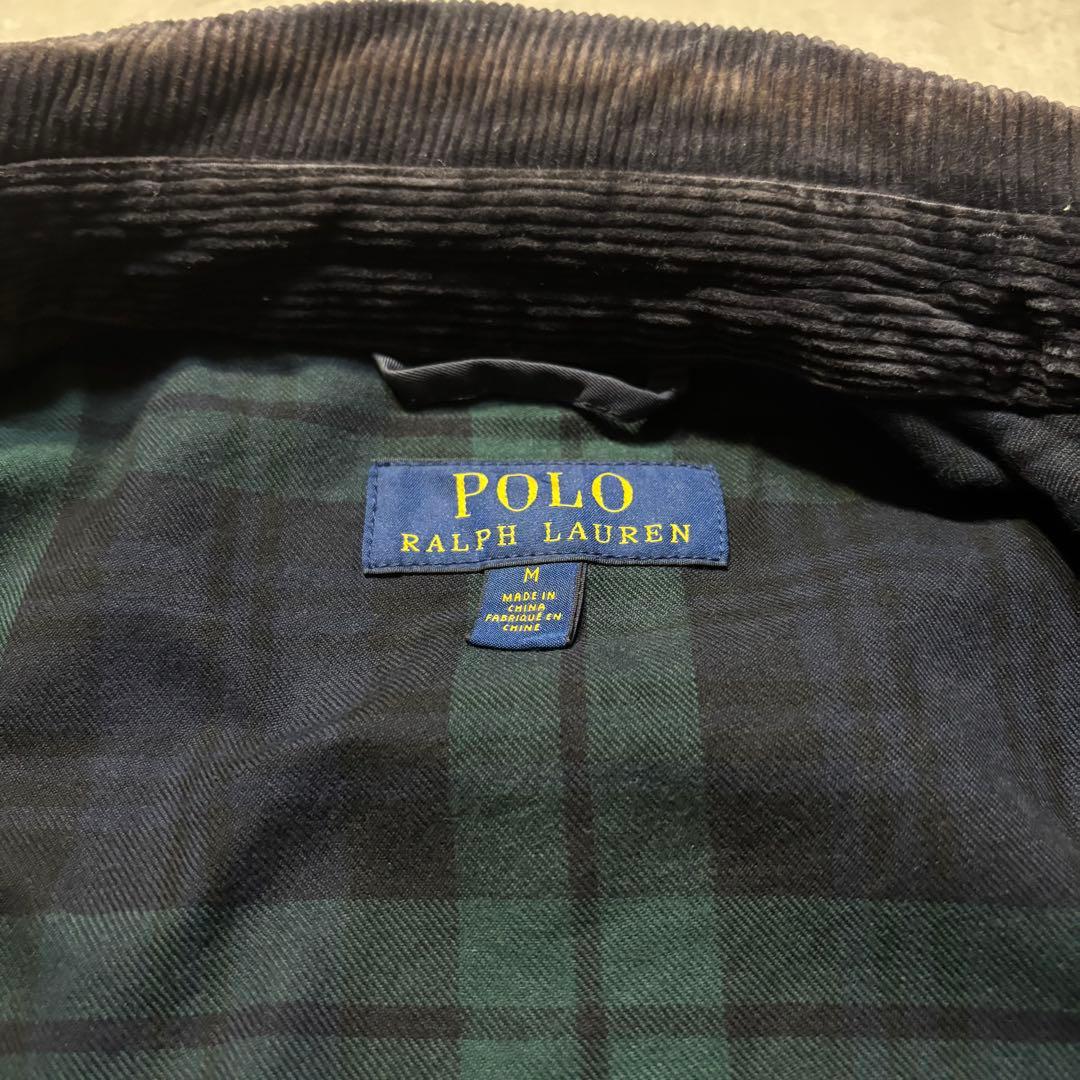 POLO
RALPH LAUREN
M
MADE IN
CHINA
FABRIQUÉ EN
CHINE